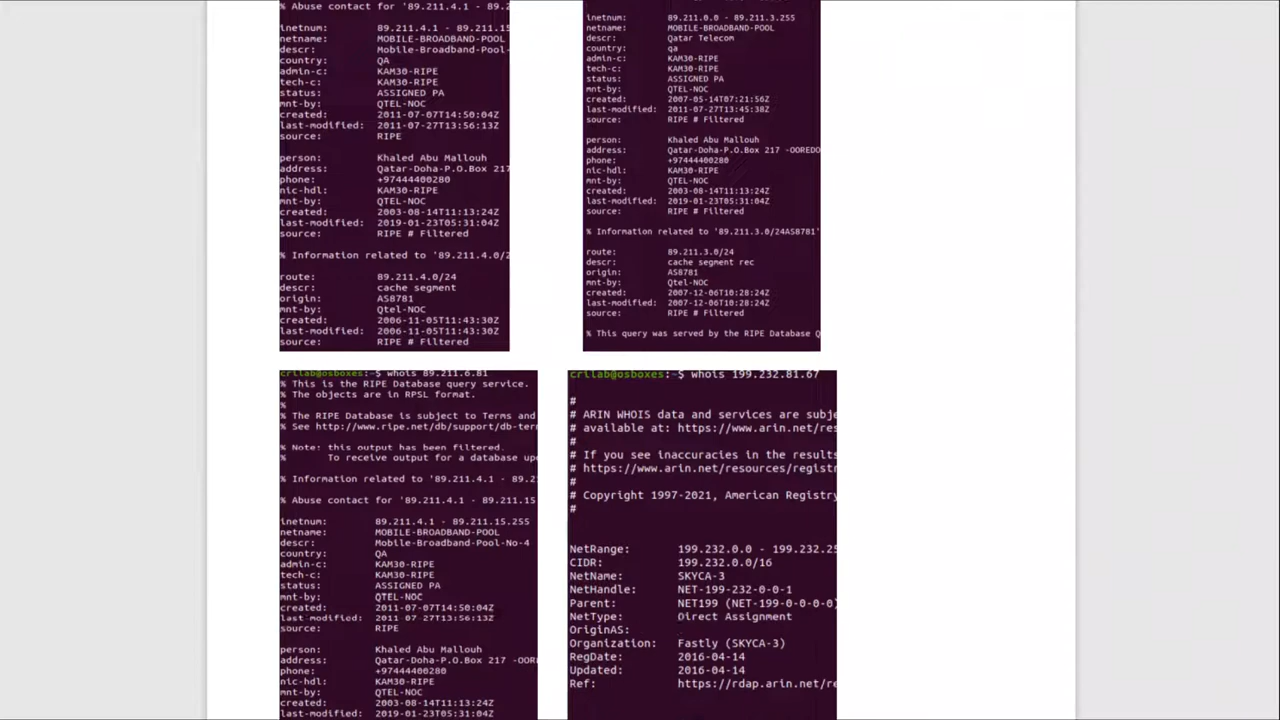 % Abuse contact for '89.211.4.1 - 89.2
inetnum: 89.211.4.1 - 89.211.15
netname: MOBILE-BROADBAND-POOL
descr: Mobile-Broadband-Pool-
country: QA
admin-c: KAM30-RIPE
tech-c: KAM30-RIPE
status: ASSIGNED PA
mnt-by: QTEL-NOC
created: 2011-07-07T14:50:04Z
last-modified: 2011-07-27T13:56:13Z
source: RIPE
person: Khaled Abu Mallouh
address: Qatar-Doha-P.O.Box 217
phone: +97444400280
nic-hdl: KAM30-RIPE
mnt-by: QTEL-NOC
created: 2003-08-14T11:13:24Z
last-modified: 2019-01-23T05:31:04Z
source: RIPE # Filtered
% Information related to '89.211.4.0/2
route: 89.211.4.0/24
descr: cache segment
origin: AS8781
mnt-by: Qtel-NOC
created: 2006-11-05T11:43:30Z
last-modified: 2006-11-05T11:43:30Z
source: RIPE # Filtered
inetnum: 89.211.0.0 - 89.211.3.255
netname: MOBILE-BROADBAND-POOL
descr: Qatar Telecom
country: qa
admin-c: KAM30-RIPE
tech-c: KAM30-RIPE
status: ASSIGNED PA
mnt-by: QTEL-NOC
created: 2007-05-14T07:21:56Z
last-modified: 2011-07-27T13:45:38Z
source: RIPE # Filtered
person: Khaled Abu Mallouh
address: Qatar-Doha-P.O.Box 217 -OOREDO
phone: +97444400280
nic-hdl: KAM30-RIPE
mnt-by: QTEL-NOC
created: 2003-08-14T11:13:24Z
last-modified: 2019-01-23T05:31:04Z
source: RIPE # Filtered
% Information related to '89.211.3.0/24AS8781'
route: 89.211.3.0/24
descr: cache segment rec
origin: AS8781
mnt-by: Qtel-NOC
created: 2007-12-06T10:28:24Z
last-modified: 2007-12-06T10:28:24Z
source: RIPE # Filtered
% This query was served by the RIPE Database Q
crilab@osboxes:~$ whois 89.211.6.81
% This is the RIPE Database query service.
% The objects are in RPSL format.
%
% The RIPE Database is subject to Terms and
% See http://www.ripe.net/db/support/db-ter
% Note: this output has been filtered.
% To receive output for a database up
% Information related to '89.211.4.1 - 89.2
% Abuse contact for '89.211.4.1 - 89.211.15
inetnum: 89.211.4.1 - 89.211.15.255
netname: MOBILE-BROADBAND-POOL
descr: Mobile-Broadband-Pool-No-4
country: QA
admin-c: KAM30-RIPE
tech-c: KAM30-RIPE
status: ASSIGNED PA
mnt-by: QTEL-NOC
created: 2011-07-07T14:50:04Z
last-modified: 2011-07-27T13:56:13Z
source: RIPE
person: Khaled Abu Mallouh
address: Qatar-Doha-P.O.Box 217 -OOR
phone: +97444400280
nic-hdl: KAM30-RIPE
mnt-by: QTEL-NOC
created: 2003-08-14T11:13:24Z
last-modified: 2019-01-23T05:31:04Z
crilab@osboxes:~$ whois 199.232.81.67
#
# ARIN WHOIS data and services are subje
# available at: https://www.arin.net/res
#
# If you see inaccuracies in the results
# https://www.arin.net/resources/registr
#
# Copyright 1997-2021, American Registry
#
NetRange: 199.232.0.0 - 199.232.25
CIDR: 199.232.0.0/16
NetName: SKYCA-3
NetHandle: NET-199-232-0-0-1
Parent: NET199 (NET-199-0-0-0-0)
NetType: Direct Assignment
OriginAS:
Organization: Fastly (SKYCA-3)
RegDate: 2016-04-14
Updated: 2016-04-14
Ref: https://rdap.arin.net/re